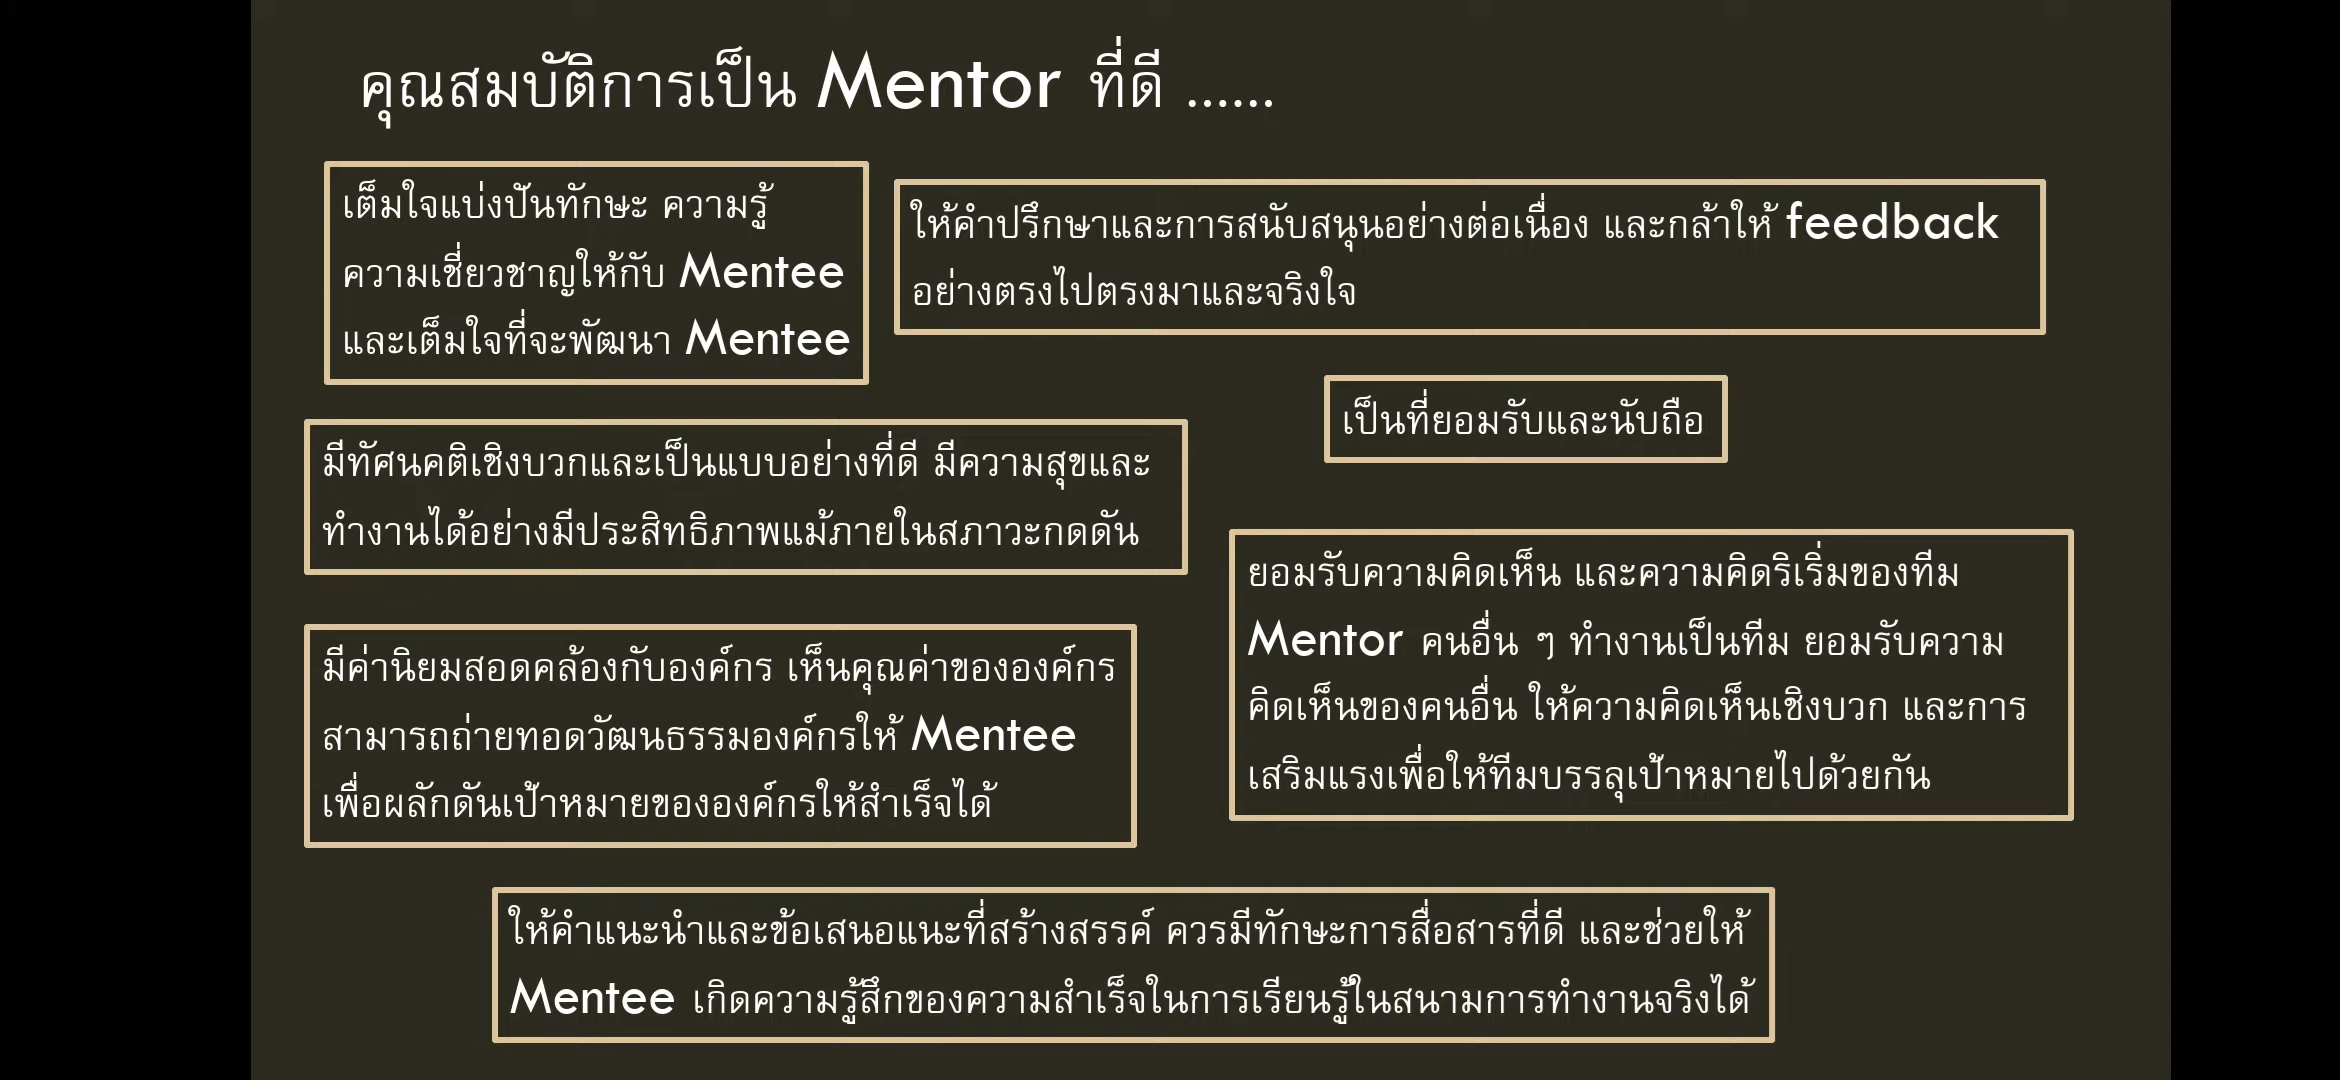 คุณสมบัติการเป็น Mentor ที่ดี ......
เต็มใจแบ่งปันทักษะ ความรู้
ความเชี่ยวชาญให้กับ Mentee
และเต็มใจที่จะพัฒนา Mentee
ให้คำปรึกษาและการสนับสนุนอย่างต่อเนื่อง และกล้าให้ feedback
อย่างตรงไปตรงมาและจริงใจ
เป็นที่ยอมรับและนับถือ
มีทัศนคติเชิงบวกและเป็นแบบอย่างที่ดี มีความสุขและ
ทำงานได้อย่างมีประสิทธิภาพแม้ภายในสภาวะกดดัน
ยอมรับความคิดเห็น และความคิดริเริ่มของทีม
Mentor คนอื่น ๆ ทำงานเป็นทีม ยอมรับความ
คิดเห็นของคนอื่น ให้ความคิดเห็นเชิงบวก และการ
เสริมแรงเพื่อให้ทีมบรรลุเป้าหมายไปด้วยกัน
มีค่านิยมสอดคล้องกับองค์กร เห็นคุณค่าขององค์กร
สามารถถ่ายทอดวัฒนธรรมองค์กรให้ Mentee
เพื่อผลักดันเป้าหมายขององค์กรให้สำเร็จได้
ให้คำแนะนำและข้อเสนอแนะที่สร้างสรรค์ ควรมีทักษะการสื่อสารที่ดี และช่วยให้
Mentee เกิดความรู้สึกของความสำเร็จในการเรียนรู้ในสนามการทำงานจริงได้